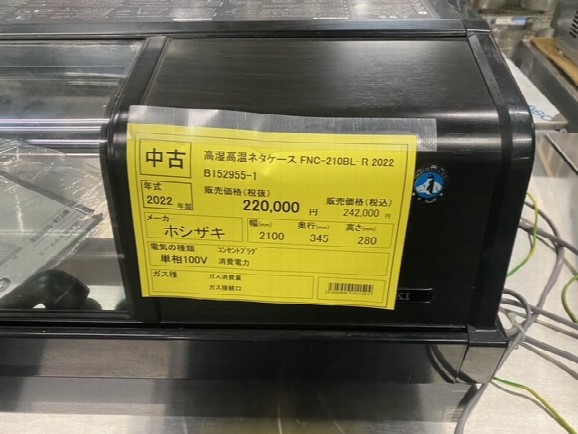 中古
高湿高温ネタケース FNC-210BL-R 2022
B152955-1
年式
2022 年製
販売価格(税抜)
220,000 円
販売価格(税込)
242,000 円
メーカー
ホシザキ
幅(mm) 奥行(mm) 高さ(mm)
2100 345 280
電気の種類 コンセントプラグ
単相100V 消費電力
ガス種 ガス消費量
ガス接続口
KI